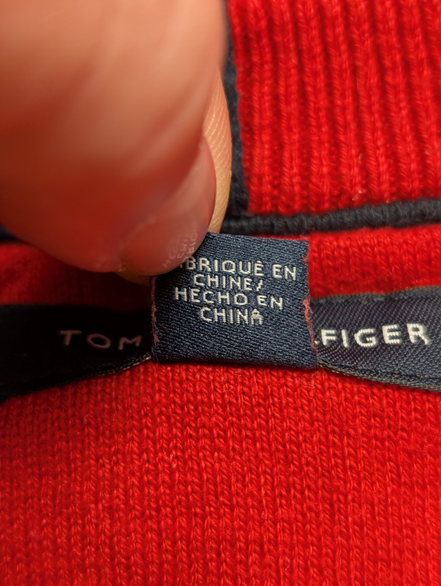 BRIQUÉ EN
CHINE/
HECHO EN
CHINA
TOM FIGER